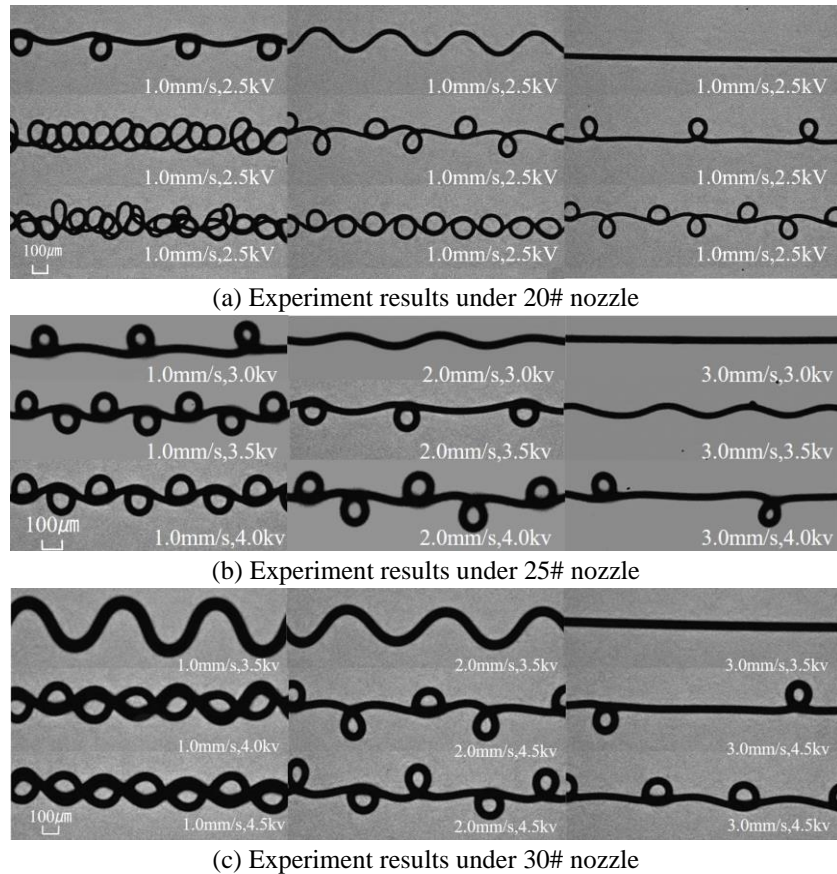 1.0mm/s,2.5kV 1.0mm/s,2.5kV 1.0mm/s,2.5kV
1.0mm/s,2.5kV 1.0mm/s,2.5kV 1.0mm/s,2.5kV
100μm 1.0mm/s,2.5kV 1.0mm/s,2.5kV 1.0mm/s,2.5kV
(a) Experiment results under 20# nozzle
1.0mm/s,3.0kv 2.0mm/s,3.0kv 3.0mm/s,3.0kv
1.0mm/s,3.5kv 2.0mm/s,3.5kv 3.0mm/s,3.5kv
100μm 1.0mm/s,4.0kv 2.0mm/s,4.0kv 3.0mm/s,4.0kv
(b) Experiment results under 25# nozzle
1.0mm/s,3.5kv 2.0mm/s,3.5kv 3.0mm/s,3.5kv
1.0mm/s,4.0kv 2.0mm/s,4.5kv 3.0mm/s,4.5kv
100μm 1.0mm/s,4.5kv 2.0mm/s,4.5kv 3.0mm/s,4.5kv
(c) Experiment results under 30# nozzle